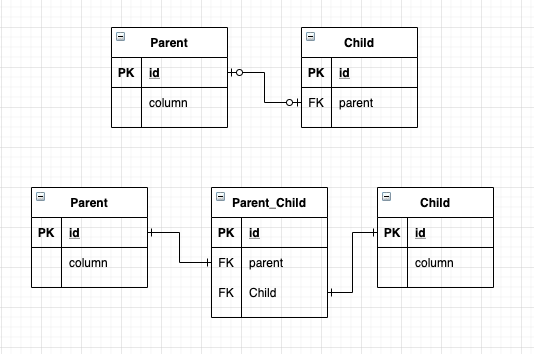 Parent
PK id
column
Child
PK id
FK parent
Parent
PK id
column
Parent_Child
PK id
FK parent
FK Child
Child
PK id
column